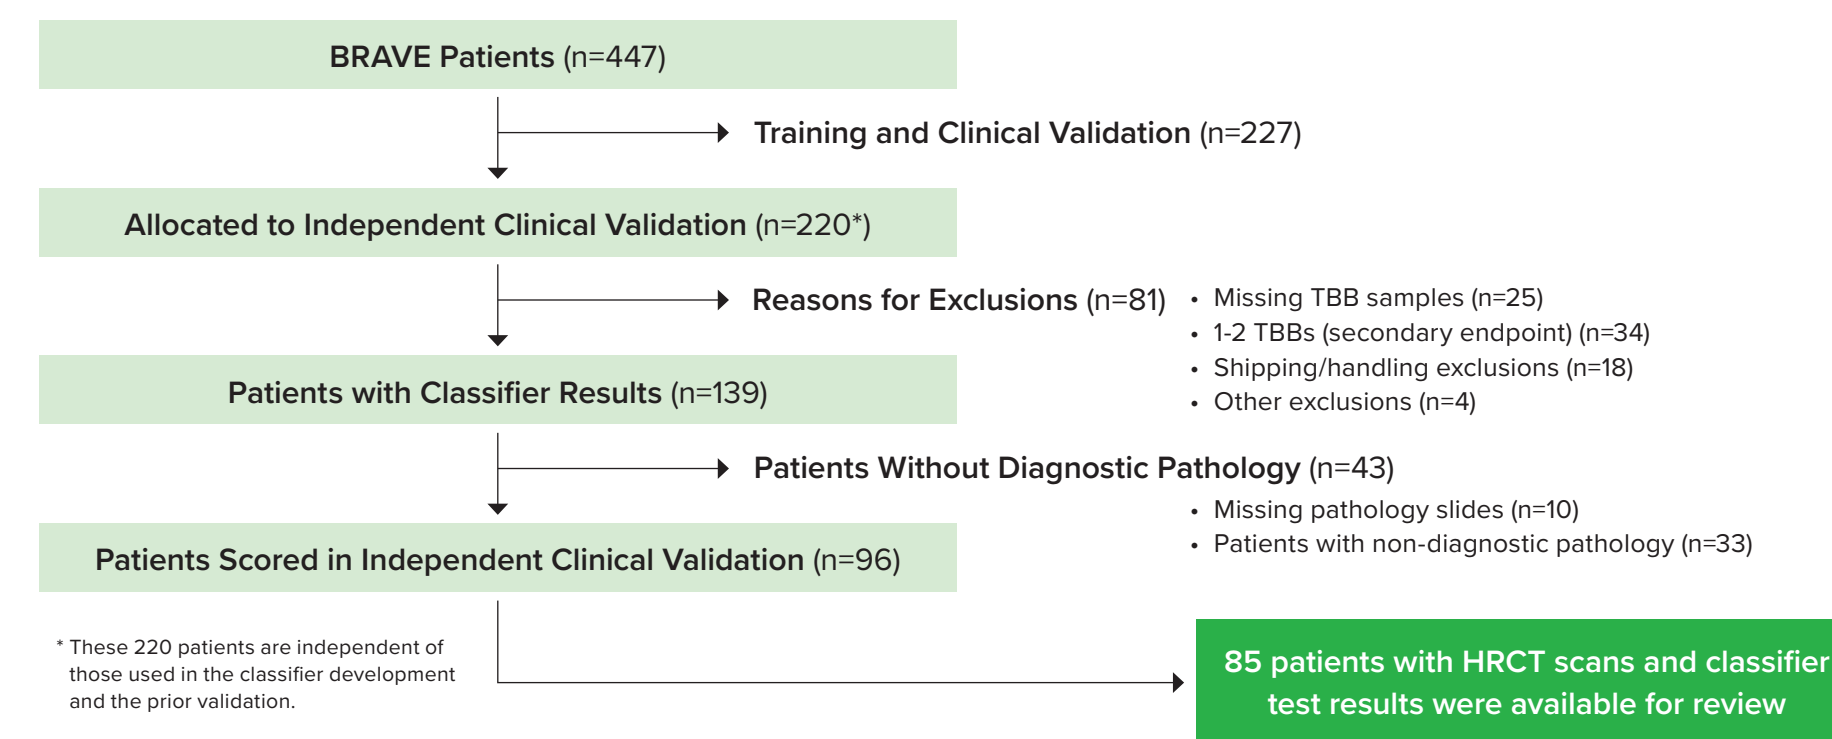 BRAVE Patients (n=447)
Training and Clinical Validation (n=227)
Allocated to Independent Clinical Validation (n=220*)
Reasons for Exclusions (n=81)
• Missing TBB samples (n=25)
• 1-2 TBBs (secondary endpoint) (n=34)
• Shipping/handling exclusions (n=18)
• Other exclusions (n=4)
Patients with Classifier Results (n=139)
Patients Without Diagnostic Pathology (n=43)
• Missing pathology slides (n=10)
• Patients with non-diagnostic pathology (n=33)
Patients Scored in Independent Clinical Validation (n=96)
* These 220 patients are independent of
those used in the classifier development
and the prior validation.
85 patients with HRCT scans and classifier
test results were available for review